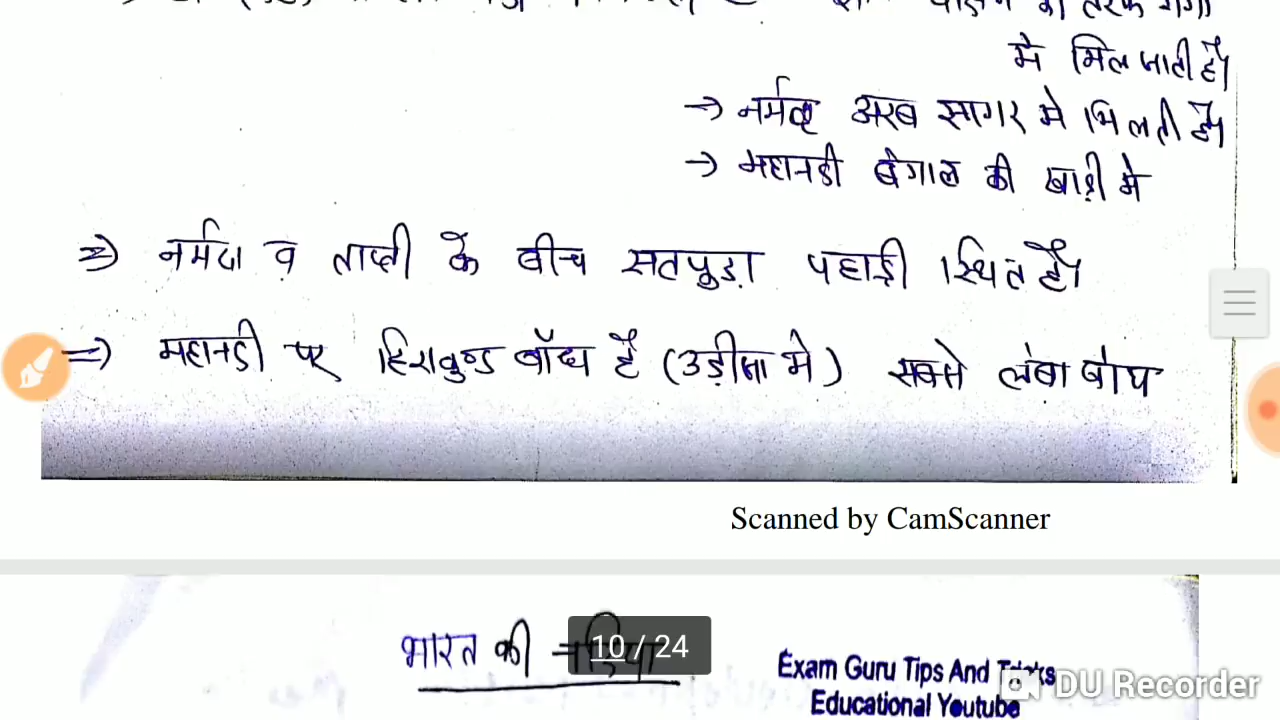 में मिल जाती है।
→ नर्मदा अरब सागर मे मिलती है।
→ महानदी बंगाल की खाड़ी मे
⇒ नर्मदा व ताप्ती के बीच सतपुड़ा पहाड़ी स्थित है।
⇒ महानदी पर हिराकुण्ड बाँध है (उड़ीसा मे) सबसे लंबा बांध
Scanned by CamScanner
भारत की नदियाँ
10 / 24
Exam Guru Tips And Tricks
Educational Youtube
DU Recorder